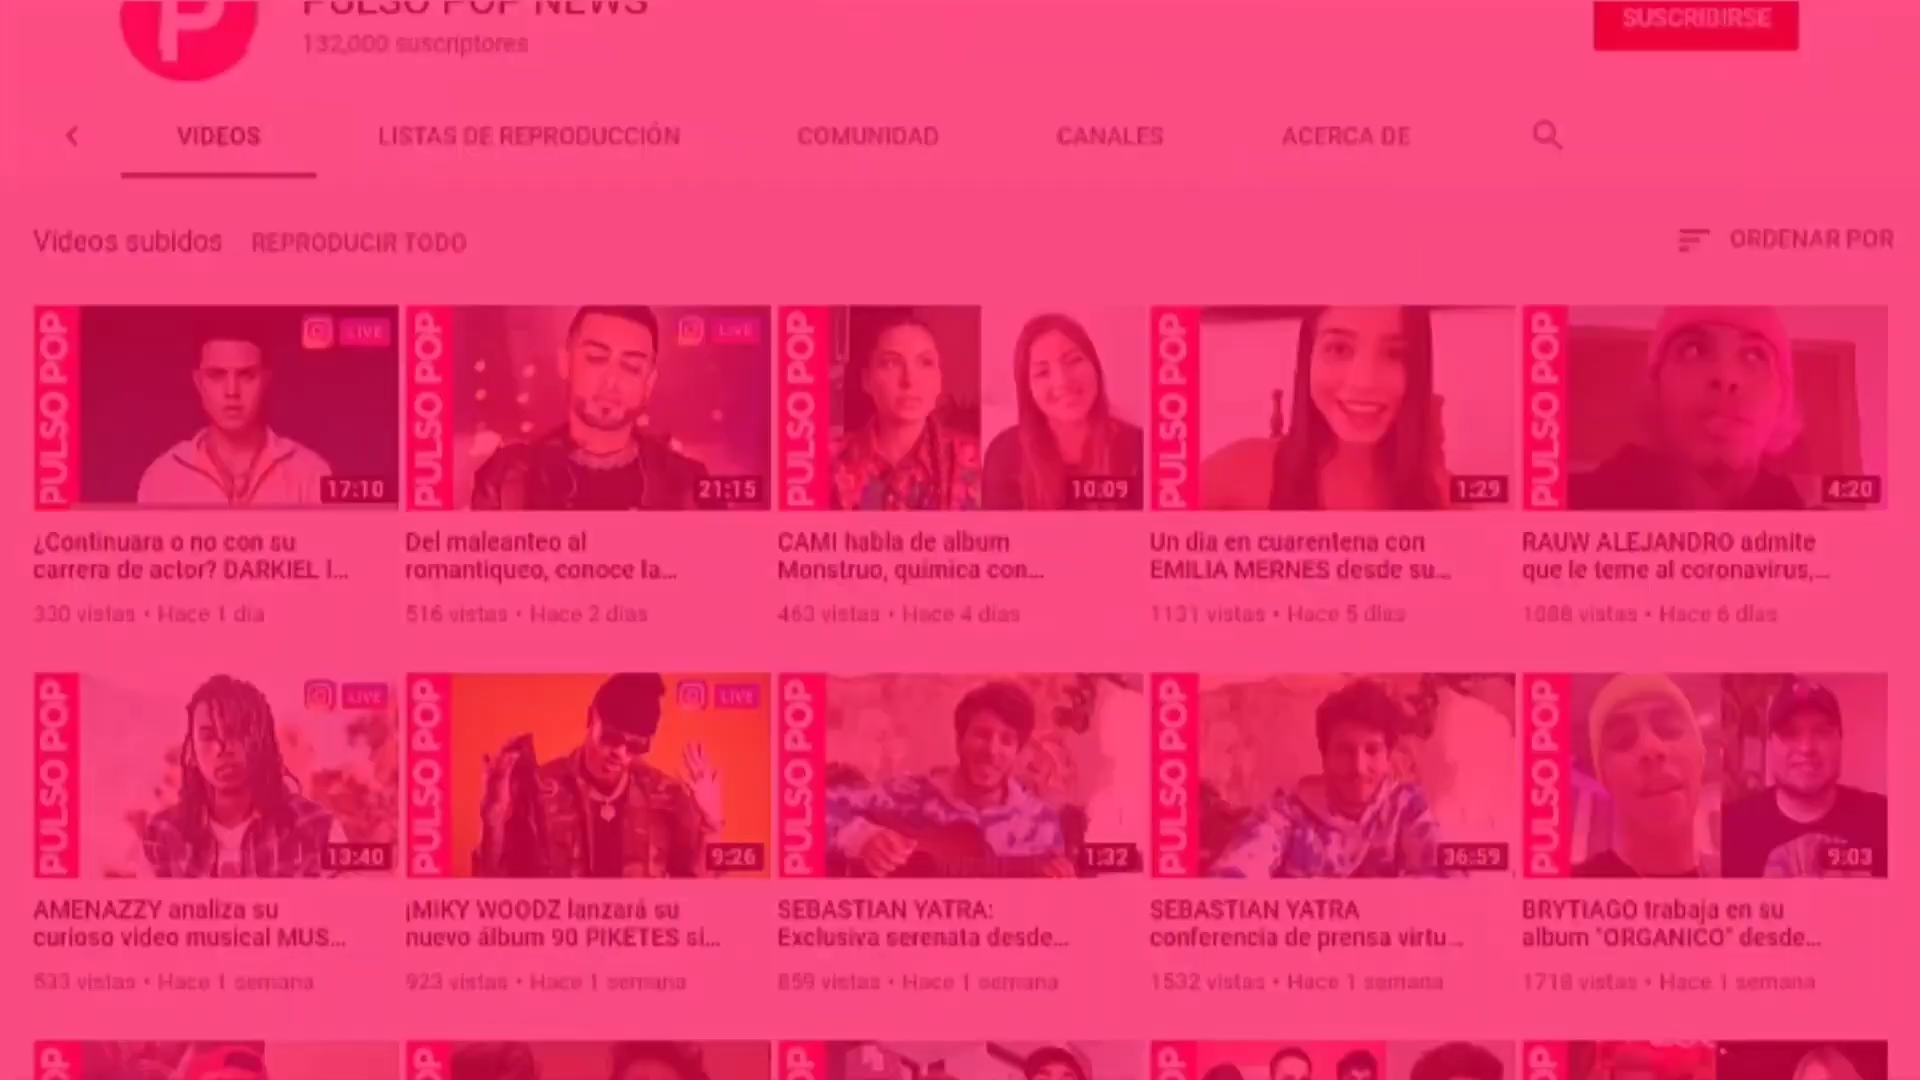 PULSO POP NEWS
132,000 suscriptores
SUSCRIBIRSE
VIDEOS
LISTAS DE REPRODUCCIÓN
COMUNIDAD
CANALES
ACERCA DE
Vídeos subidos
REPRODUCIR TODO
ORDENAR POR
PULSO POP
LIVE
17:10
PULSO POP
LIVE
21:15
PULSO POP
10:09
PULSO POP
1:29
PULSO POP
4:20
¿Continuara o no con su
carrera de actor? DARKIEL l...
330 vistas • Hace 1 día
Del maleanteo al
romantiqueo, conoce la...
516 vistas • Hace 2 días
CAMI habla de album
Monstruo, quimica con...
463 vistas • Hace 4 días
Un dia en cuarentena con
EMILIA MERNES desde su...
1131 vistas • Hace 5 días
RAUW ALEJANDRO admite
que le teme al coronavirus,...
1088 vistas • Hace 6 días
PULSO POP
LIVE
13:40
PULSO POP
LIVE
9:26
PULSO POP
1:32
PULSO POP
36:59
PULSO POP
9:03
AMENAZZY analiza su
curioso video musical MUS...
533 vistas • Hace 1 semana
¡MIKY WOODZ lanzará su
nuevo álbum 90 PIKETES si...
923 vistas • Hace 1 semana
SEBASTIAN YATRA:
Exclusiva serenata desde...
859 vistas • Hace 1 semana
SEBASTIAN YATRA
conferencia de prensa virtu...
1532 vistas • Hace 1 semana
BRYTIAGO trabaja en su
album "ORGANICO" desde...
1718 vistas • Hace 1 semana